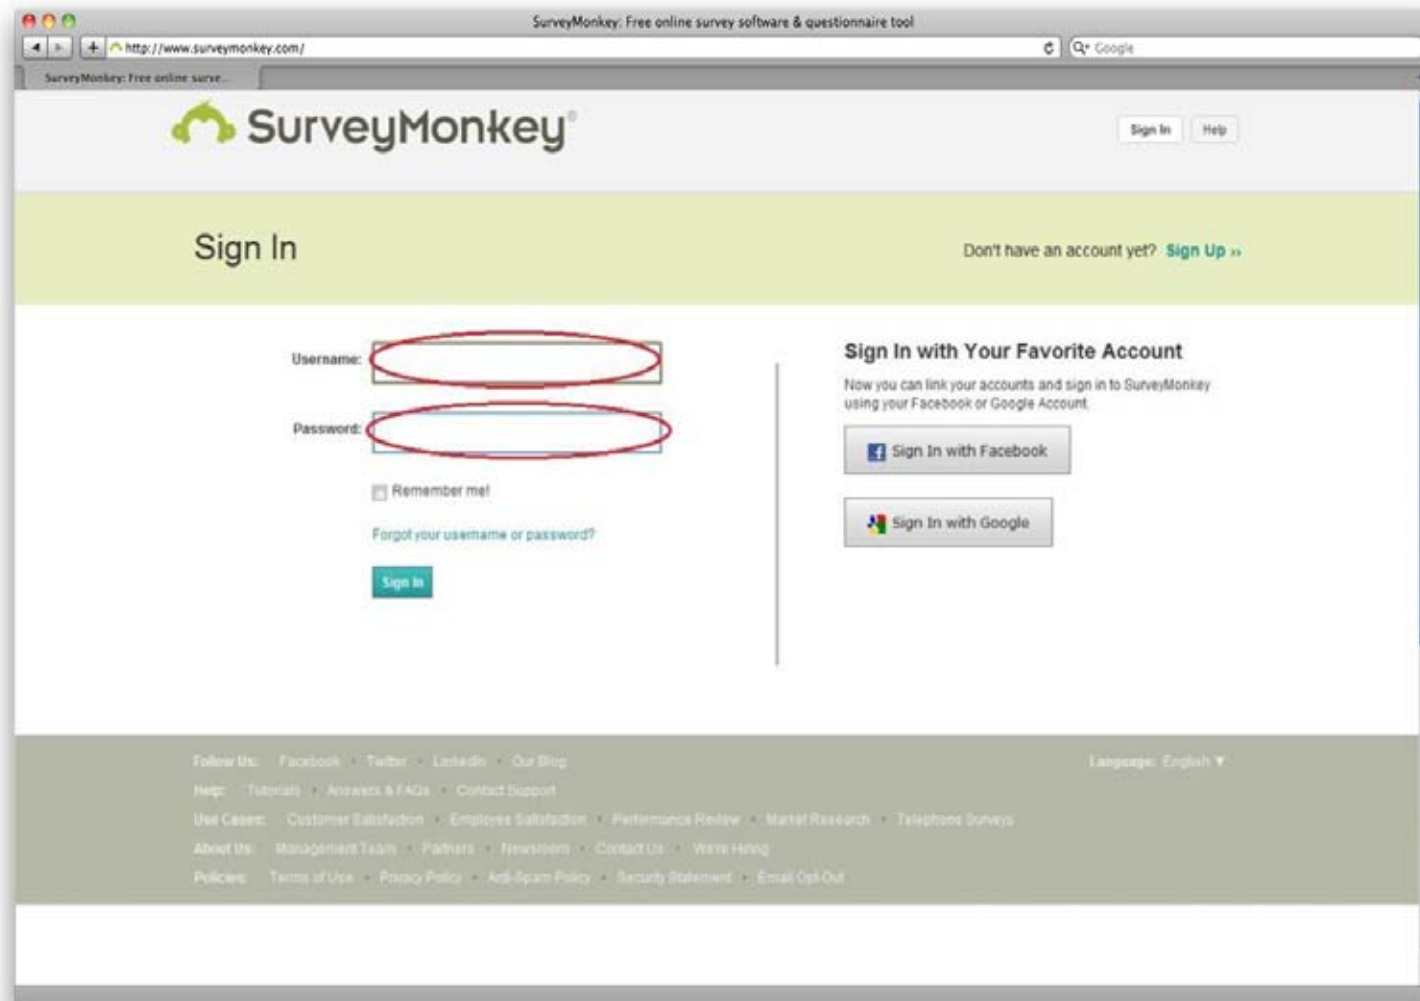 SurveyMonkey: Free online survey software & questionnaire tool
http://www.surveymonkey.com/
Google
SurveyMonkey: Free online surve...
SurveyMonkey®
Sign In
Help
Sign In
Don't have an account yet? Sign Up »
Username:
Password:
Remember me!
Forgot your username or password?
Sign In
Sign In with Your Favorite Account
Now you can link your accounts and sign in to SurveyMonkey
using your Facebook or Google Account.
Sign In with Facebook
Sign In with Google
Follow Us: Facebook • Twitter • LinkedIn • Our Blog
Language: English ▼
Help: Tutorials • Answers & FAQs • Contact Support
Use Cases: Customer Satisfaction • Employee Satisfaction • Performance Review • Market Research • Telephone Surveys
About Us: Management Team • Partners • Newsroom • Contact Us • We're Hiring
Policies: Terms of Use • Privacy Policy • Anti-Spam Policy • Security Statement • Email Opt-Out